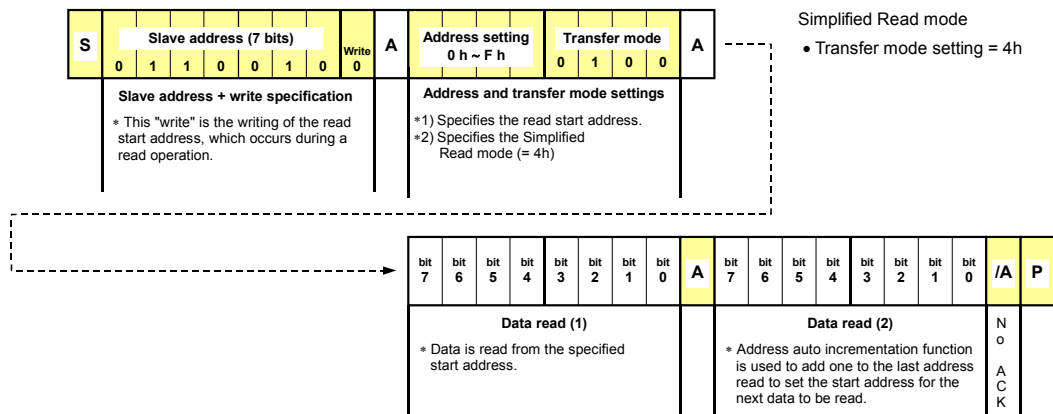 Simplified Read mode
• Transfer mode setting = 4h
S Slave address (7 bits) Write A Address setting Transfer mode A
0 h ~ F h
0 1 1 0 0 1 0 0 0 1 0 0
Slave address + write specification
* This "write" is the writing of the read
start address, which occurs during a
read operation.
Address and transfer mode settings
*1) Specifies the read start address.
*2) Specifies the Simplified
Read mode (= 4h)
bit bit bit bit bit bit bit bit A bit bit bit bit bit bit bit bit /A P
7 6 5 4 3 2 1 0 7 6 5 4 3 2 1 0
Data read (1)
* Data is read from the specified
start address.
Data read (2)
* Address auto incrementation function
is used to add one to the last address
read to set the start address for the
next data to be read.
No ACK